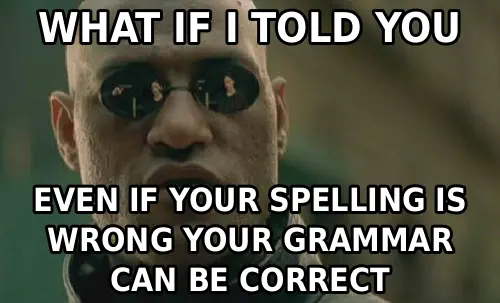 WHAT IF I TOLD YOU
EVEN IF YOUR SPELLING IS
WRONG YOUR GRAMMAR
CAN BE CORRECT